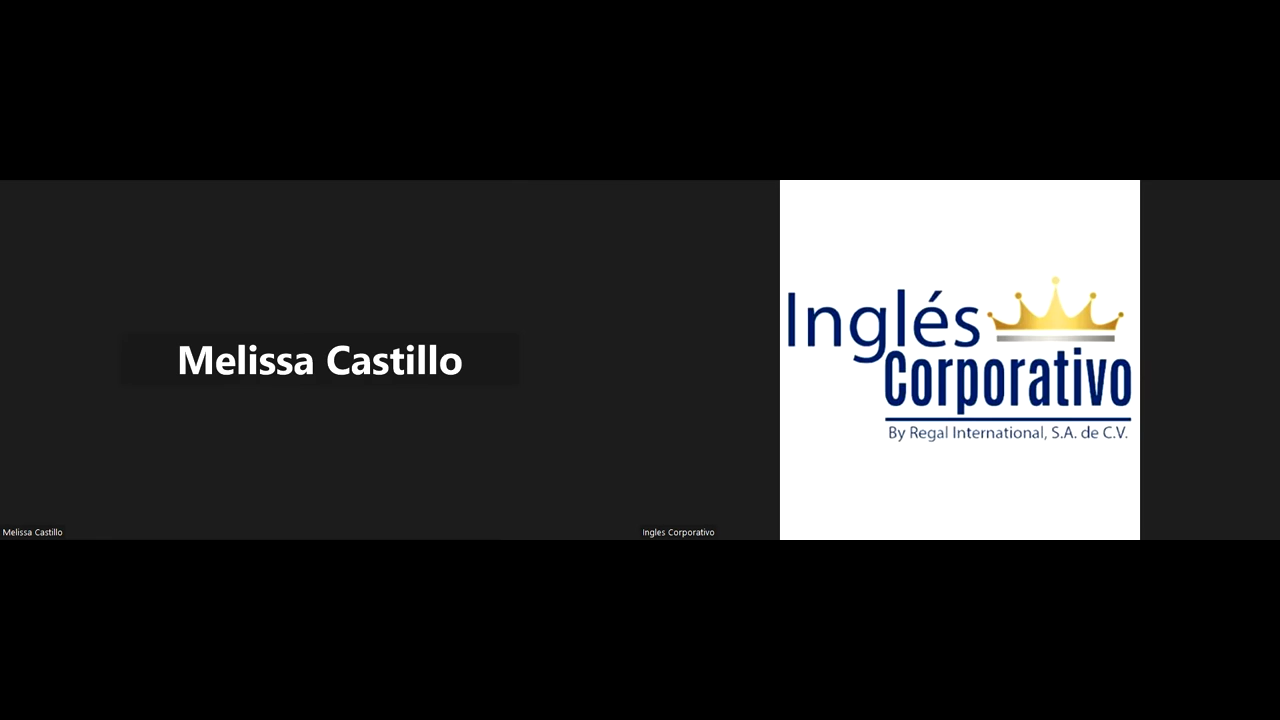 Melissa Castillo
Melissa Castillo
Inglés
Corporativo
By Regal International, S.A. de C.V.
Ingles Corporativo